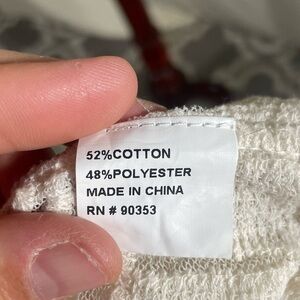 52%COTTON
48%POLYESTER
MADE IN CHINA
RN # 90353